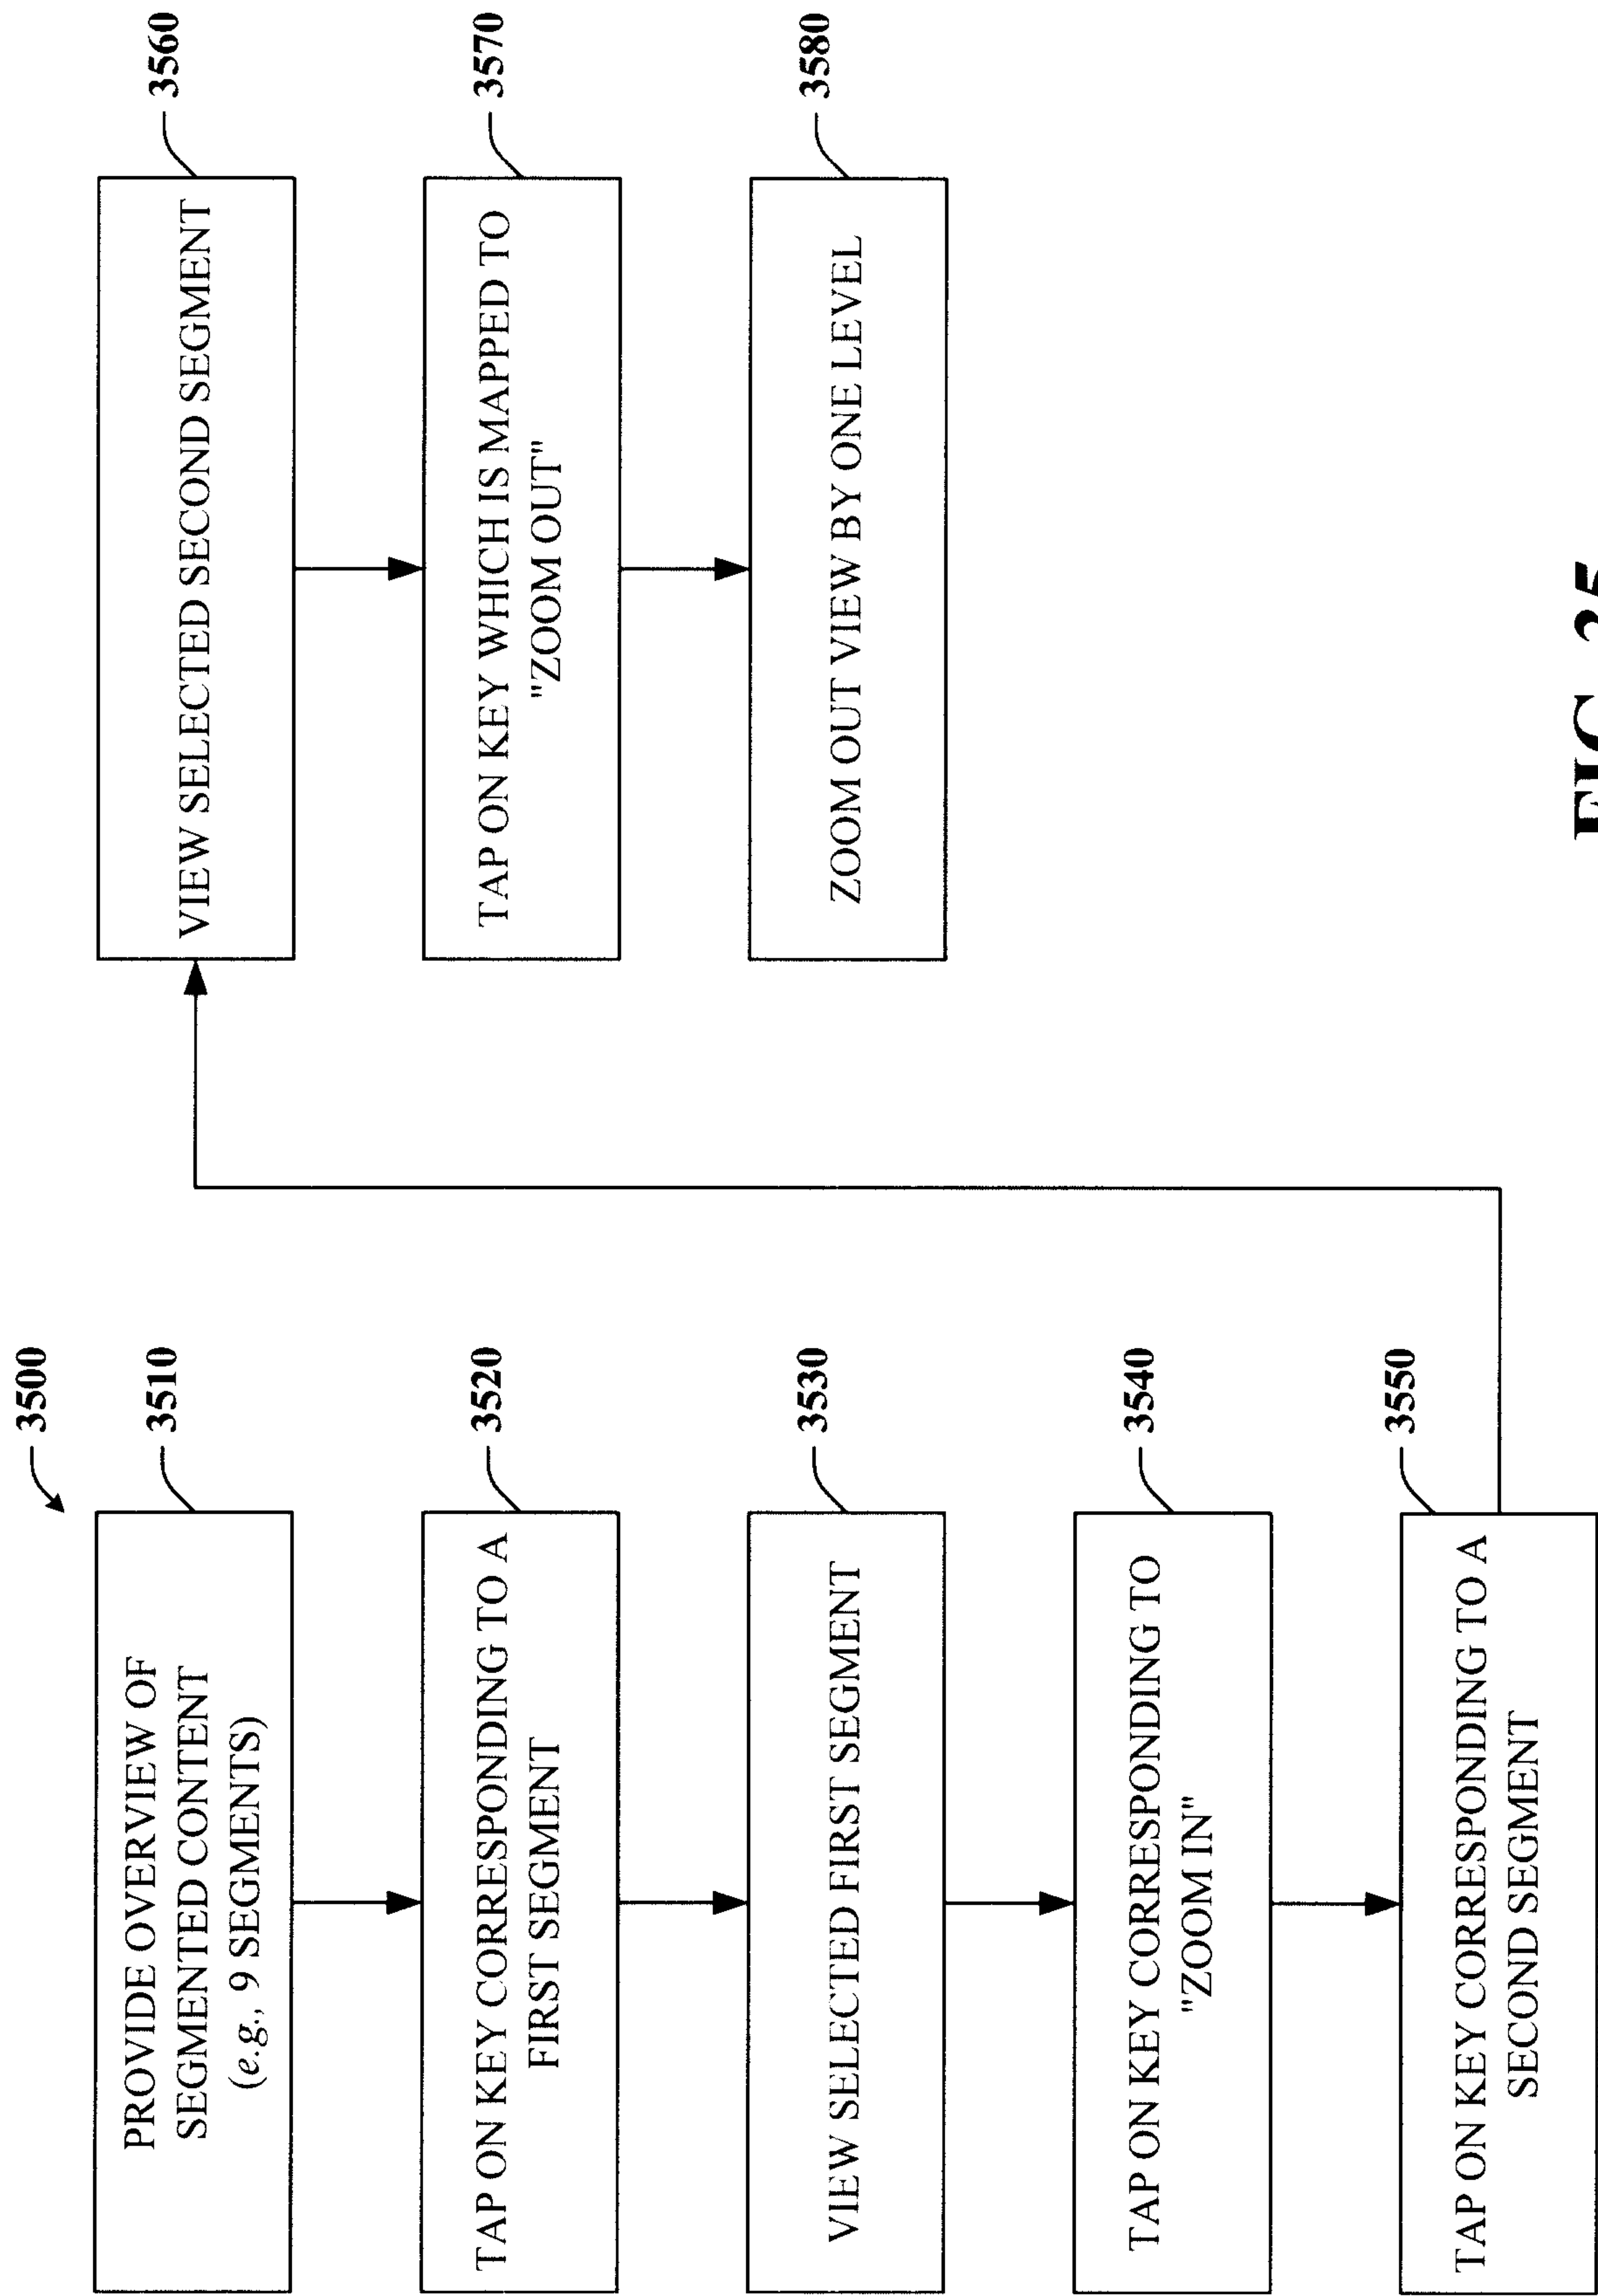 3500
3510
PROVIDE OVERVIEW OF
SEGMENTED CONTENT
(e.g., 9 SEGMENTS)
3520
TAP ON KEY CORRESPONDING TO A
FIRST SEGMENT
3530
VIEW SELECTED FIRST SEGMENT
3540
TAP ON KEY CORRESPONDING TO
"ZOOM IN"
3550
TAP ON KEY CORRESPONDING TO A
SECOND SEGMENT
3560
VIEW SELECTED SECOND SEGMENT
3570
TAP ON KEY WHICH IS MAPPED TO
"ZOOM OUT"
3580
ZOOM OUT VIEW BY ONE LEVEL
FIG